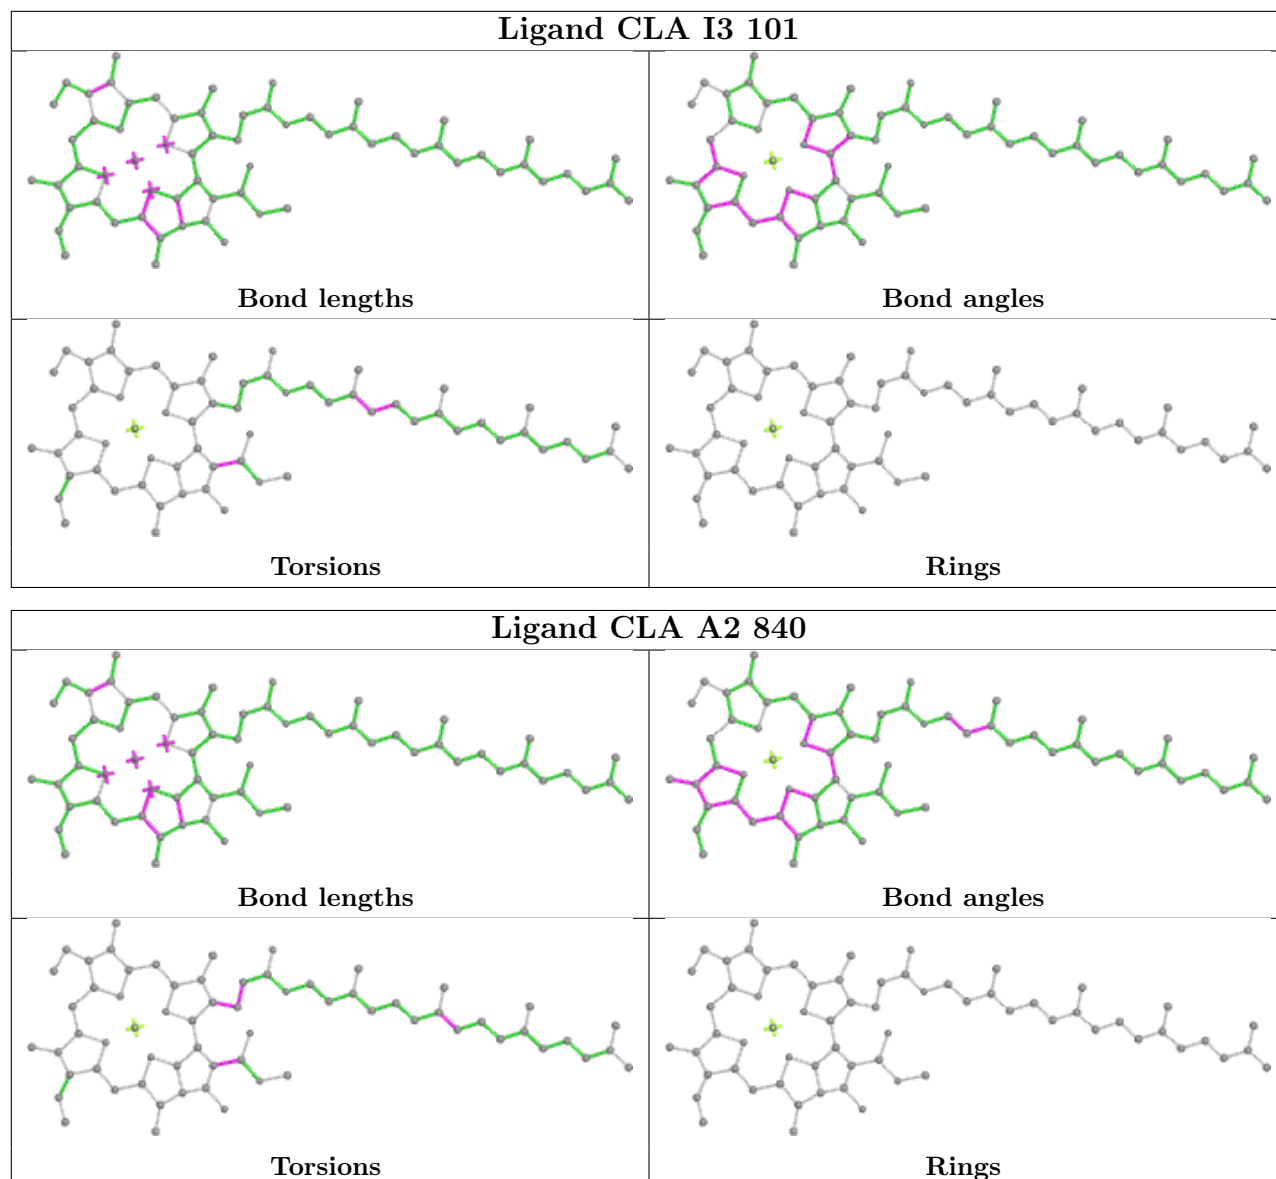 Ligand CLA I3 101
Bond lengths
Bond angles
Torsions
Rings
Ligand CLA A2 840
Bond lengths
Bond angles
Torsions
Rings